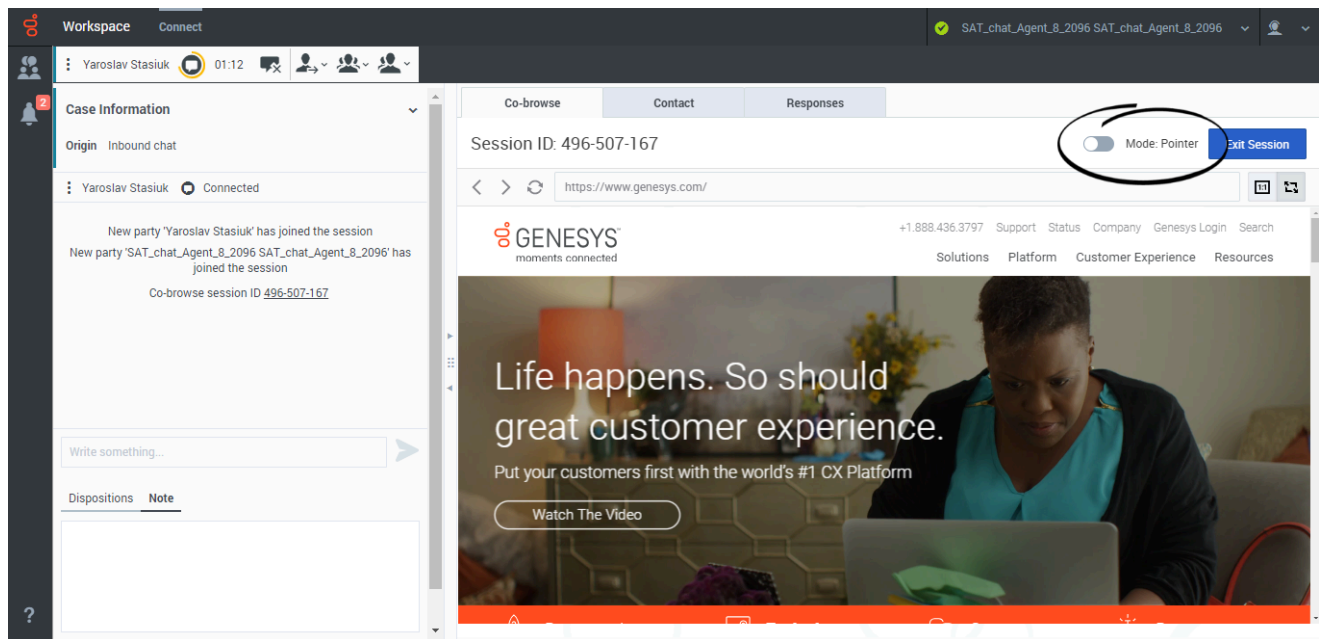 Workspace Connect
SAT_chat_Agent_8_2096 SAT_chat_Agent_8_2096
2
Yaroslav Stasiuk 01:12
Case Information
Origin Inbound chat
Yaroslav Stasiuk Connected
New party 'Yaroslav Stasiuk' has joined the session
New party 'SAT_chat_Agent_8_2096 SAT_chat_Agent_8_2096' has
joined the session
Co-browse session ID 496-507-167
Write something...
Dispositions Note
?
Co-browse Contact Responses
Session ID: 496-507-167
Mode: Pointer
Exit Session
https://www.genesys.com/
1:1
GENESYS™
moments connected
+1.888.436.3797 Support Status Company Genesys Login Search
Solutions Platform Customer Experience Resources
Life happens. So should
great customer experience.
Put your customers first with the world's #1 CX Platform
Watch The Video